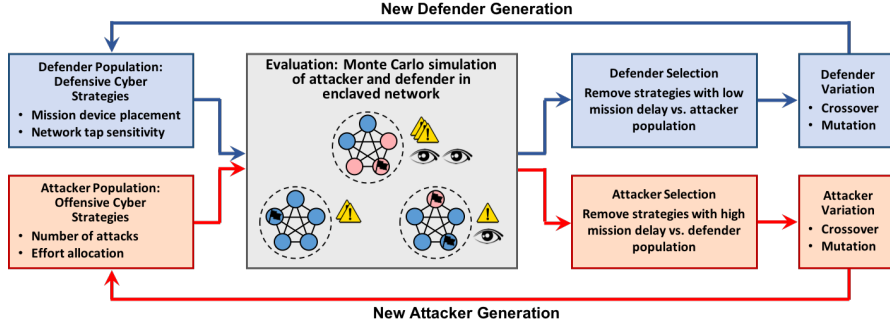 New Defender Generation
Defender Population:
Defensive Cyber
Strategies
• Mission device placement
• Network tap sensitivity
Evaluation: Monte Carlo simulation
of attacker and defender in
enclaved network
Defender Selection
Remove strategies with low
mission delay vs. attacker
population
Defender
Variation
• Crossover
• Mutation
Attacker Population:
Offensive Cyber
Strategies
• Number of attacks
• Effort allocation
Attacker Selection
Remove strategies with high
mission delay vs. defender
population
Attacker
Variation
• Crossover
• Mutation
New Attacker Generation